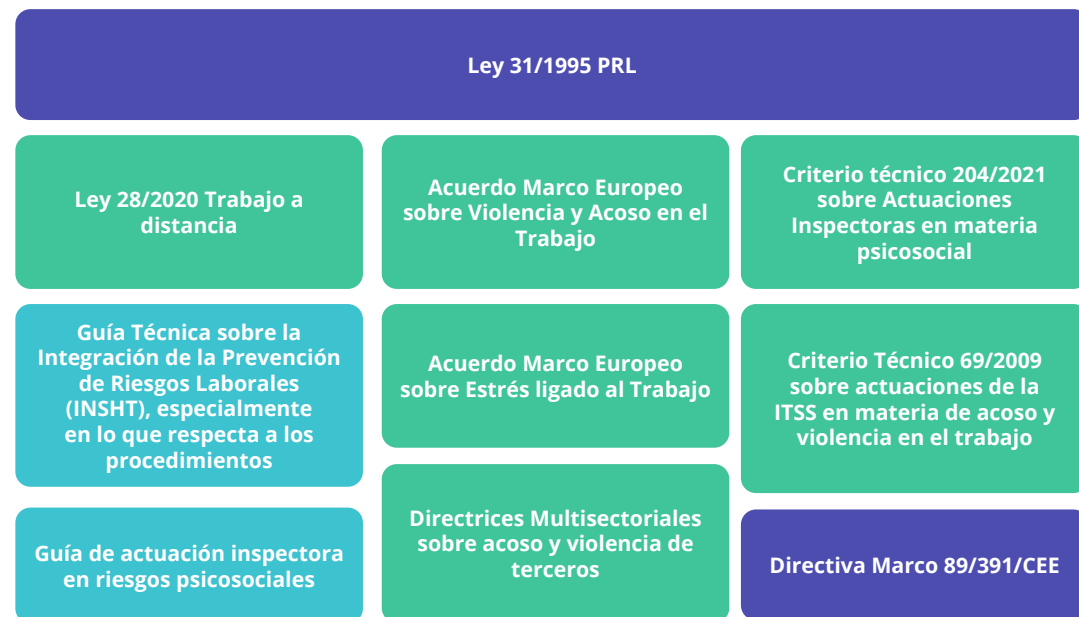 Ley 31/1995 PRL
Ley 28/2020 Trabajo a
distancia
Acuerdo Marco Europeo
sobre Violencia y Acoso en el
Trabajo
Criterio técnico 204/2021
sobre Actuaciones
Inspectoras en materia
psicosocial
Guía Técnica sobre la
Integración de la Prevención
de Riesgos Laborales
(INSHT), especialmente
en lo que respecta a los
procedimientos
Acuerdo Marco Europeo
sobre Estrés ligado al Trabajo
Criterio Técnico 69/2009
sobre actuaciones de la
ITSS en materia de acoso y
violencia en el trabajo
Guía de actuación inspectora
en riesgos psicosociales
Directrices Multisectoriales
sobre acoso y violencia de
terceros
Directiva Marco 89/391/CEE